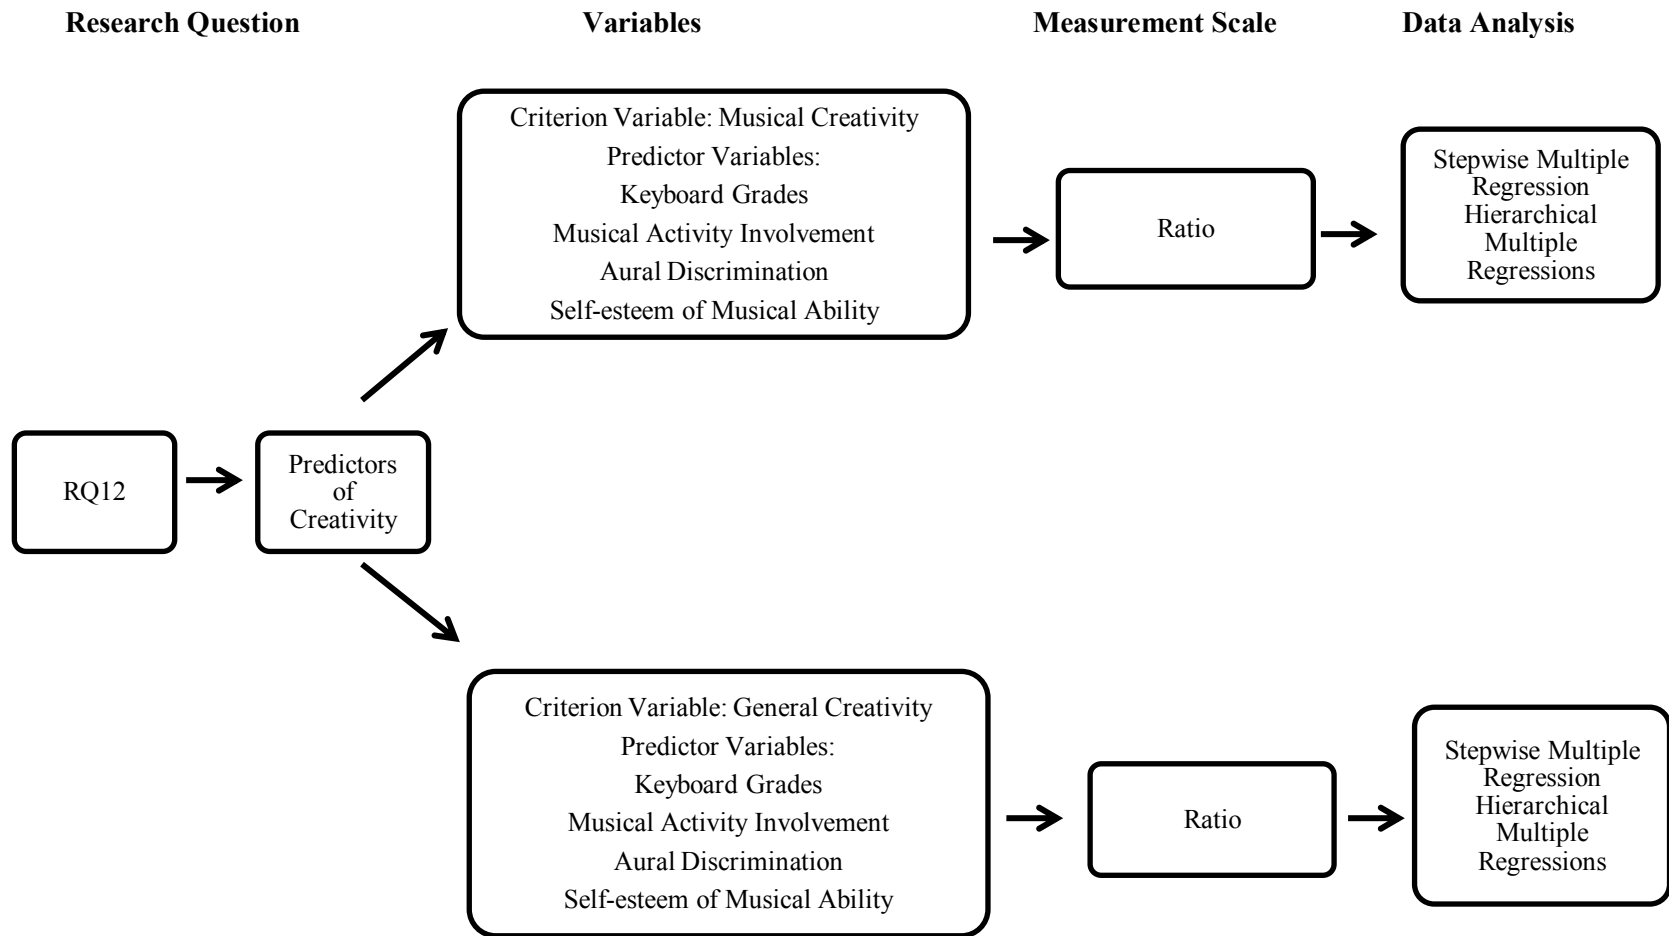 Research Question
Variables
Measurement Scale
Data Analysis
Criterion Variable: Musical Creativity
Predictor Variables:
Keyboard Grades
Musical Activity Involvement
Aural Discrimination
Self-esteem of Musical Ability
Ratio
Stepwise Multiple
Regression
Hierarchical
Multiple
Regressions
RQ12
Predictors
of
Creativity
Criterion Variable: General Creativity
Predictor Variables:
Keyboard Grades
Musical Activity Involvement
Aural Discrimination
Self-esteem of Musical Ability
Ratio
Stepwise Multiple
Regression
Hierarchical
Multiple
Regressions